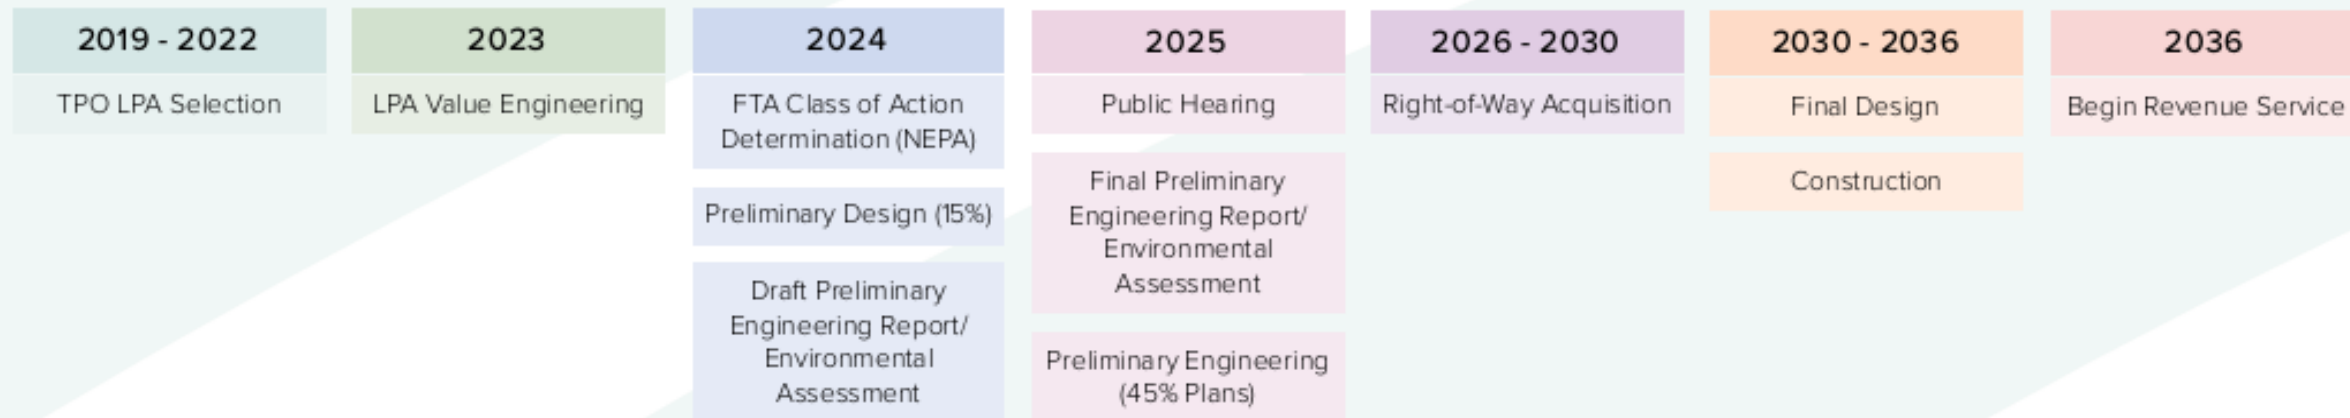 2019 - 2022
TPO LPA Selection
2023
LPA Value Engineering
2024
FTA Class of Action
Determination (NEPA)
Preliminary Design (15%)
Draft Preliminary
Engineering Report/
Environmental
Assessment
2025
Public Hearing
Final Preliminary
Engineering Report/
Environmental
Assessment
Preliminary Engineering
(45% Plans)
2026 - 2030
Right-of-Way Acquisition
2030 - 2036
Final Design
Construction
2036
Begin Revenue Service